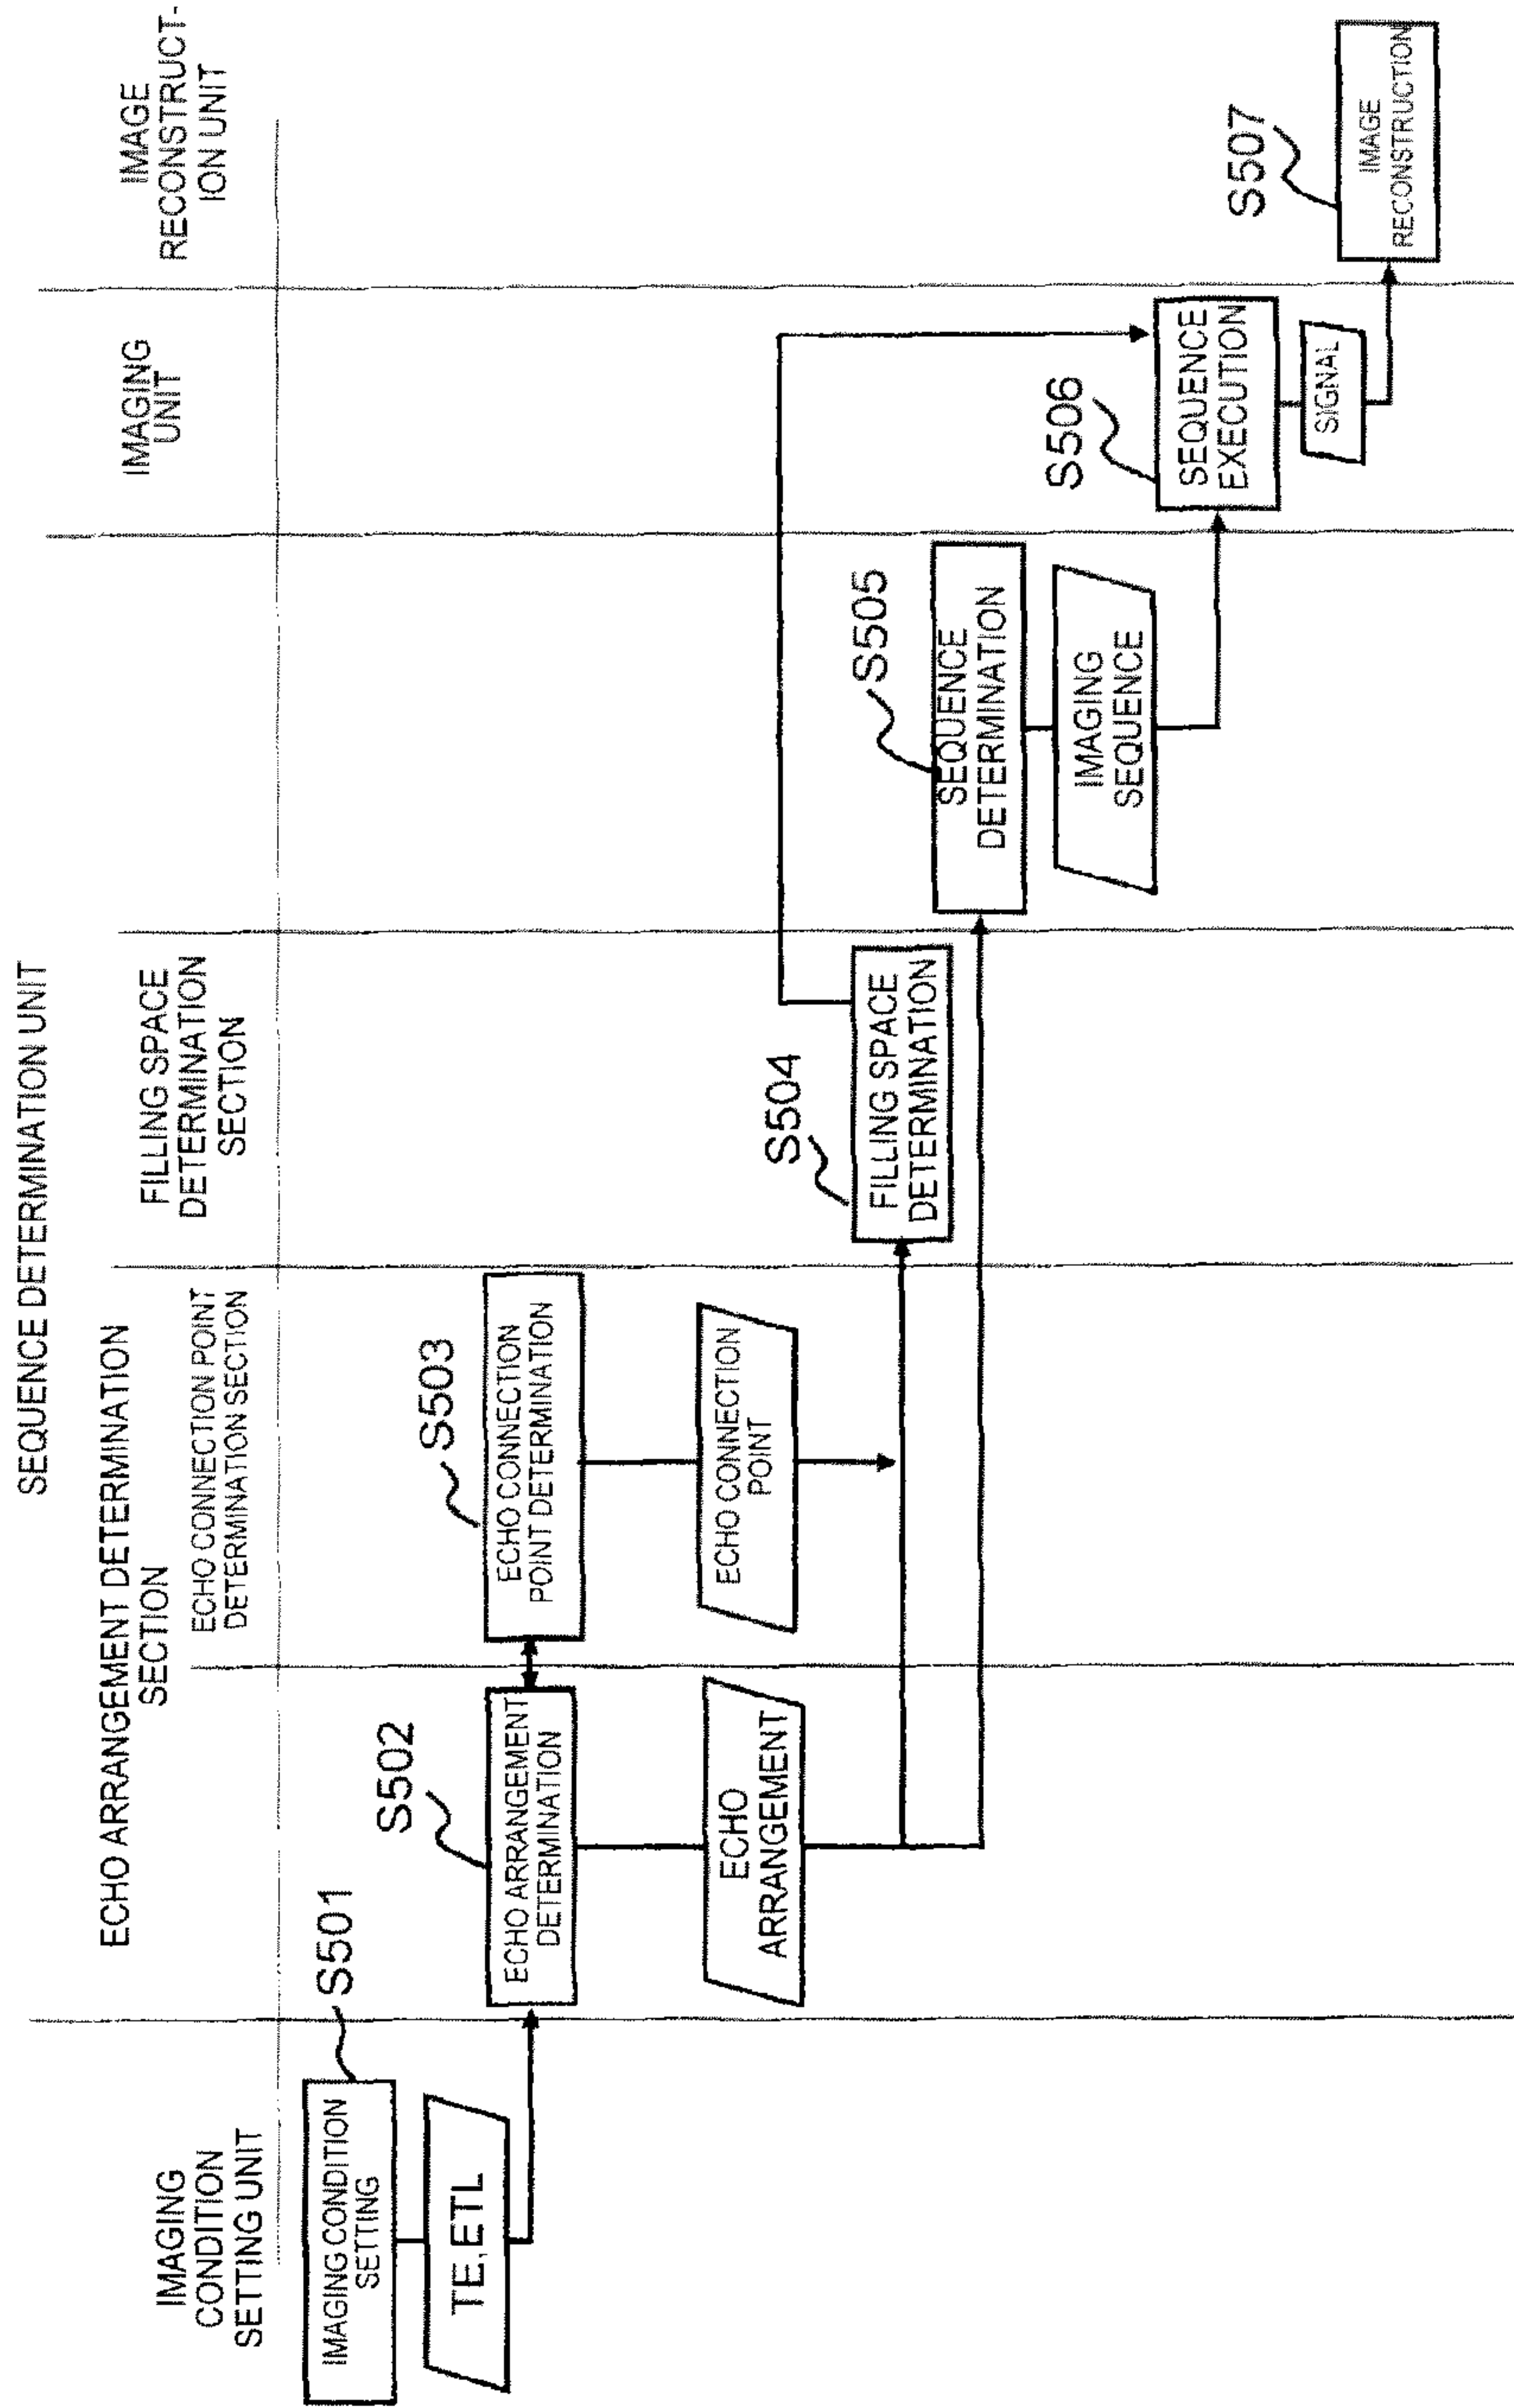 SEQUENCE DETERMINATION UNIT
IMAGING
CONDITION
SETTING UNIT
ECHO ARRANGEMENT DETERMINATION
SECTION
ECHO CONNECTION POINT
DETERMINATION SECTION
FILLING SPACE
DETERMINATION
SECTION
IMAGING
UNIT
IMAGE
RECONSTRUCT-
ION UNIT
S501
IMAGING CONDITION
SETTING
TE,ETL
S502
ECHO ARRANGEMENT
DETERMINATION
ECHO
ARRANGEMENT
S503
ECHO CONNECTION
POINT DETERMINATION
ECHO CONNECTION
POINT
S504
FILLING SPACE
DETERMINATION
S505
SEQUENCE
DETERMINATION
IMAGING
SEQUENCE
S506
SEQUENCE
EXECUTION
SIGNAL
S507
IMAGE
RECONSTRUCTION